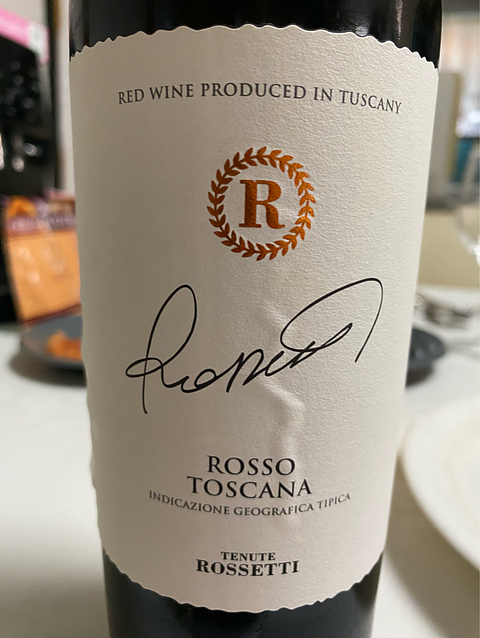 RED WINE PRODUCED IN TUSCANY
R
Rossetti
ROSSO
TOSCANA
INDICAZIONE GEOGRAFICA TIPICA
TENUTE
ROSSETTI